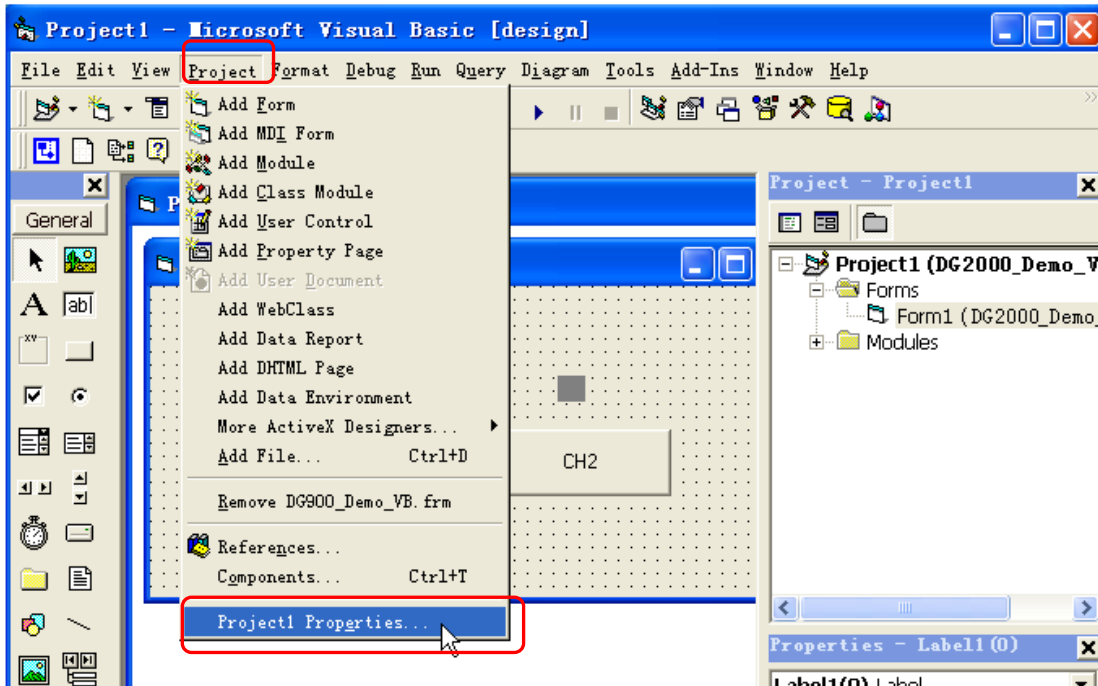 Project1 - Microsoft Visual Basic [design]
File Edit View Project Format Debug Run Query Diagram Tools Add-Ins Window Help
Add Form
Add MDI Form
Add Module
Add Class Module
Add User Control
Add Property Page
Add User Document
Add WebClass
Add Data Report
Add DHTML Page
Add Data Environment
More ActiveX Designers...
Add File... Ctrl+D
Remove DG900_Demo_VB.frm
References...
Components... Ctrl+T
Project1 Properties...
General
A
ab
XY
P
CH2
Project - Project1
Project1 (DG2000_Demo_V
Forms
Form1 (DG2000_Demo_
Modules
Properties - Label1(0)
Label1(0) Label